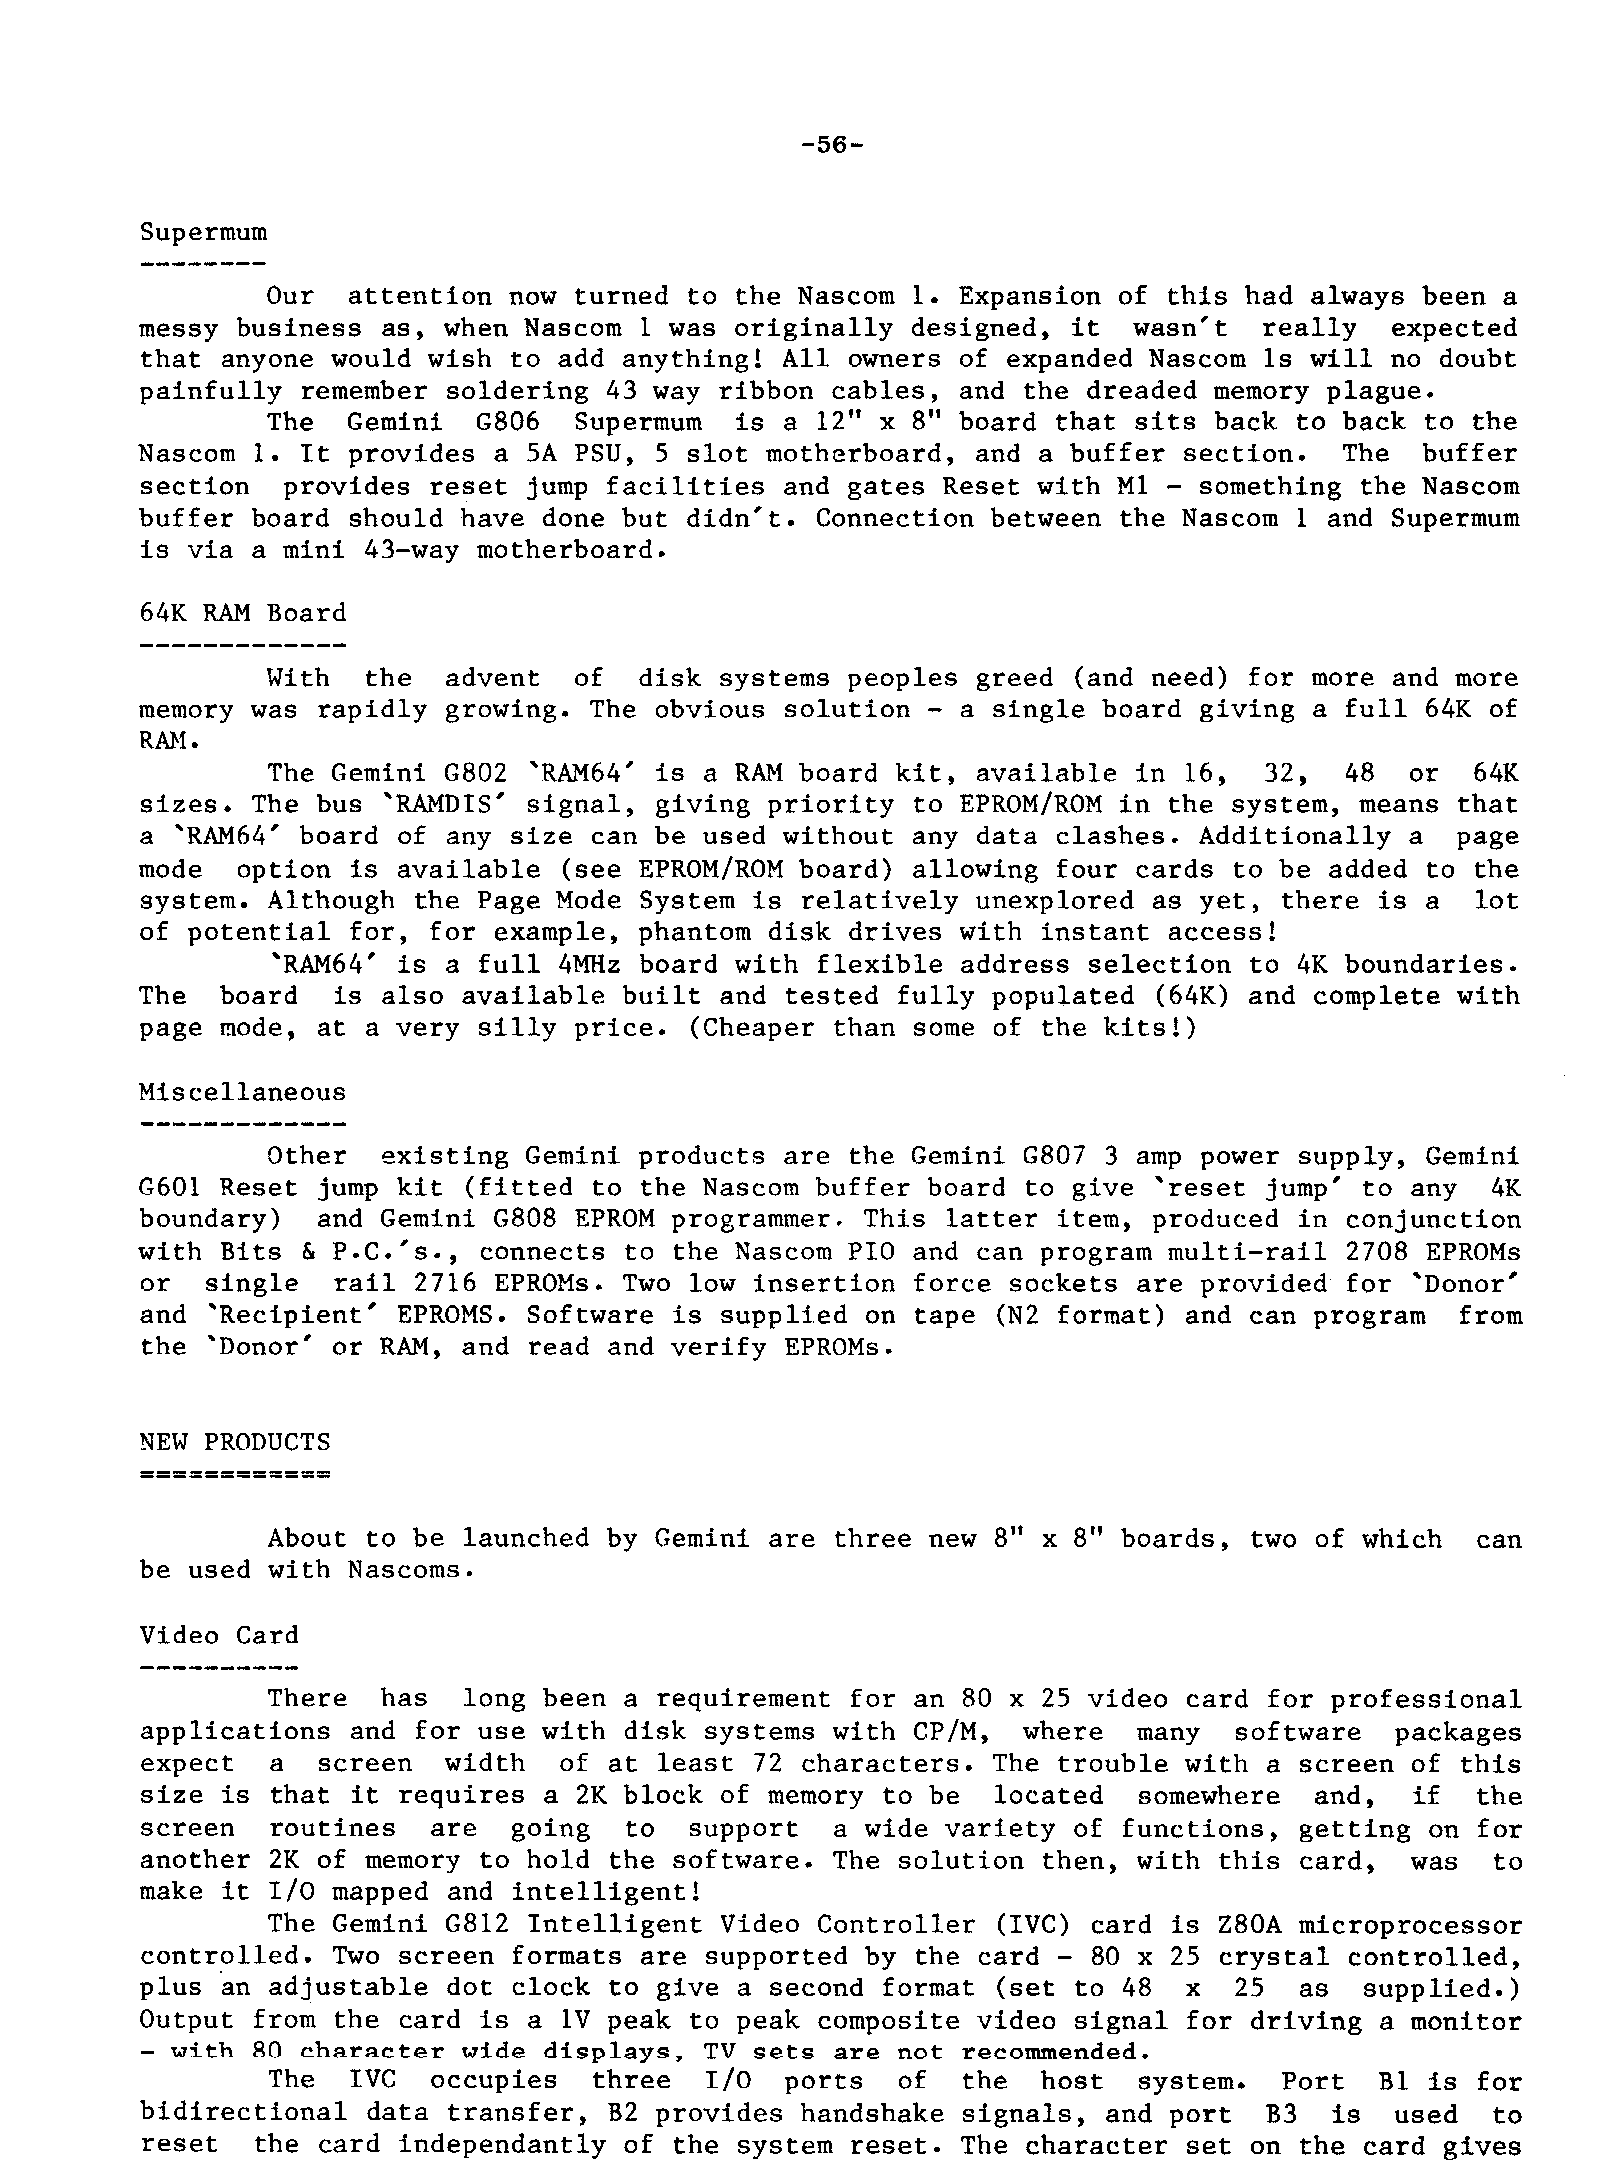 -56-
Supermum
--------
Our attention now turned to the Nascom 1. Expansion of this had always been a
messy business as, when Nascom 1 was originally designed, it wasn't really expected
that anyone would wish to add anything! All owners of expanded Nascom 1s will no doubt
painfully remember soldering 43 way ribbon cables, and the dreaded memory plague.
The Gemini G806 Supermum is a 12" x 8" board that sits back to back to the
Nascom 1. It provides a 5A PSU, 5 slot motherboard, and a buffer section. The buffer
section provides reset jump facilities and gates Reset with M1 - something the Nascom
buffer board should have done but didn't. Connection between the Nascom 1 and Supermum
is via a mini 43-way motherboard.
64K RAM Board
-------------
With the advent of disk systems peoples greed (and need) for more and more
memory was rapidly growing. The obvious solution - a single board giving a full 64K of
RAM.
The Gemini G802 `RAM64' is a RAM board kit, available in 16, 32, 48 or 64K
sizes. The bus `RAMDIS' signal, giving priority to EPROM/ROM in the system, means that
a `RAM64' board of any size can be used without any data clashes. Additionally a page
mode option is available (see EPROM/ROM board) allowing four cards to be added to the
system. Although the Page Mode System is relatively unexplored as yet, there is a lot
of potential for, for example, phantom disk drives with instant access!
`RAM64' is a full 4MHz board with flexible address selection to 4K boundaries.
The board is also available built and tested fully populated (64K) and complete with
page mode, at a very silly price. (Cheaper than some of the kits!)
Miscellaneous
-------------
Other existing Gemini products are the Gemini G807 3 amp power supply, Gemini
G601 Reset jump kit (fitted to the Nascom buffer board to give `reset jump' to any 4K
boundary) and Gemini G808 EPROM programmer. This latter item, produced in conjunction
with Bits & P.C.'s., connects to the Nascom PIO and can program multi-rail 2708 EPROMs
or single rail 2716 EPROMs. Two low insertion force sockets are provided for `Donor'
and `Recipient' EPROMS. Software is supplied on tape (N2 format) and can program from
the `Donor' or RAM, and read and verify EPROMs.
NEW PRODUCTS
============
About to be launched by Gemini are three new 8" x 8" boards, two of which can
be used with Nascoms.
Video Card
----------
There has long been a requirement for an 80 x 25 video card for professional
applications and for use with disk systems with CP/M, where many software packages
expect a screen width of at least 72 characters. The trouble with a screen of this
size is that it requires a 2K block of memory to be located somewhere and, if the
screen routines are going to support a wide variety of functions, getting on for
another 2K of memory to hold the software. The solution then, with this card, was to
make it I/O mapped and intelligent!
The Gemini G812 Intelligent Video Controller (IVC) card is Z80A microprocessor
controlled. Two screen formats are supported by the card - 80 x 25 crystal controlled,
plus an adjustable dot clock to give a second format (set to 48 x 25 as supplied.)
Output from the card is a 1V peak to peak composite video signal for driving a monitor
- with 80 character wide displays, TV sets are not recommended.
The IVC occupies three I/O ports of the host system. Port B1 is for
bidirectional data transfer, B2 provides handshake signals, and port B3 is used to
reset the card independantly of the system reset. The character set on the card gives